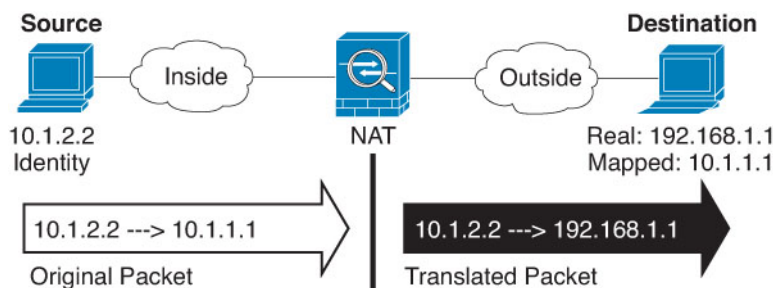 Source
Destination
Inside
Outside
10.1.2.2
Identity
NAT
Real: 192.168.1.1
Mapped: 10.1.1.1
10.1.2.2 ---> 10.1.1.1
10.1.2.2 ---> 192.168.1.1
Original Packet
Translated Packet